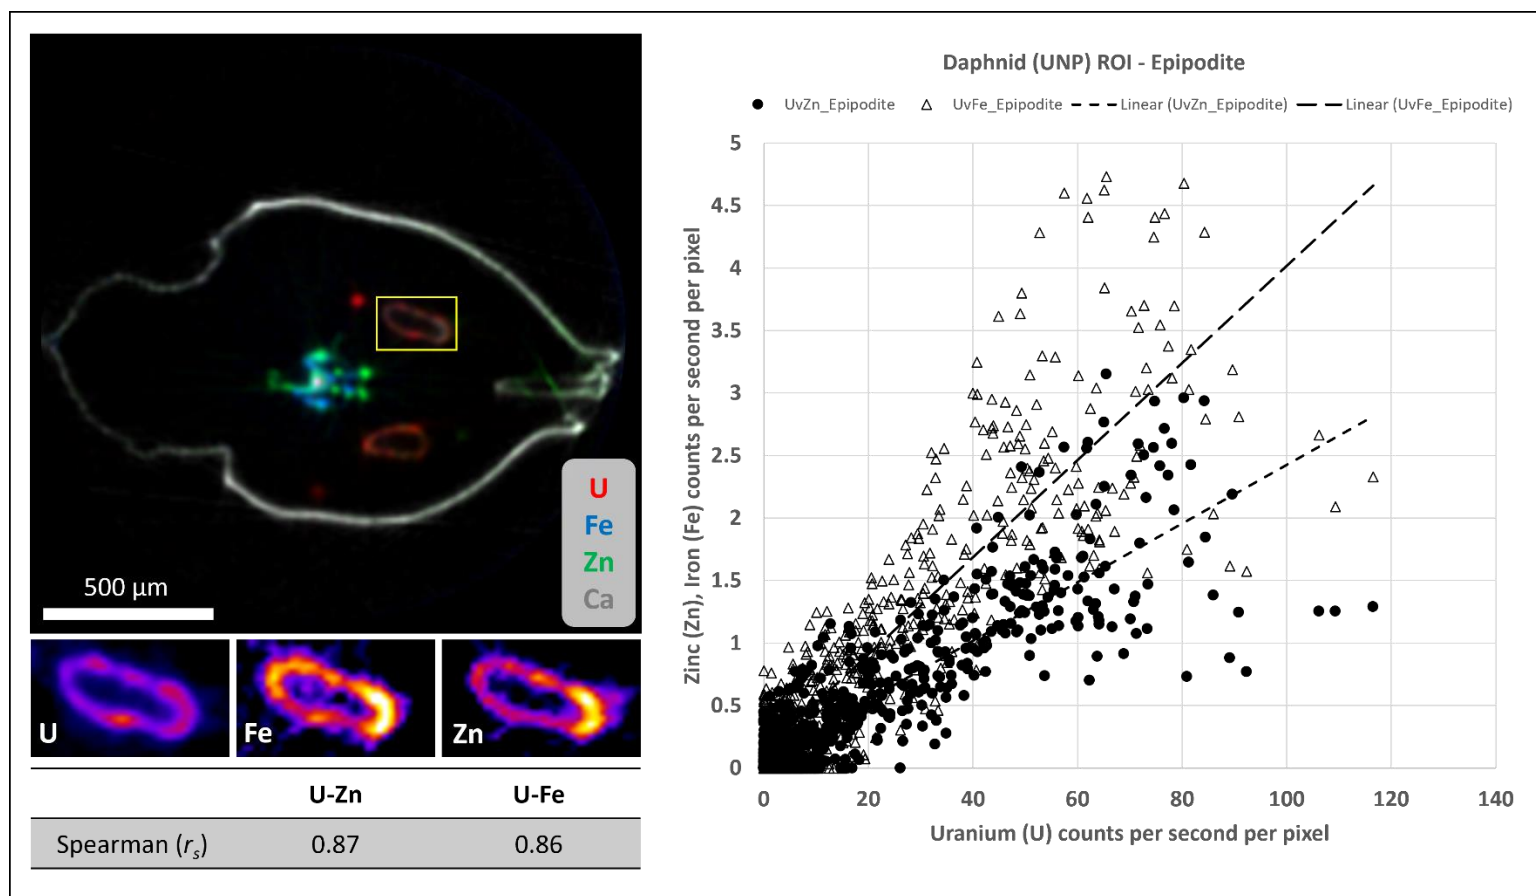 U
Fe
Zn
Ca
500 µm
U
Fe
Zn
U-Zn U-Fe
Spearman (rs) 0.87 0.86
Daphnid (UNP) ROI - Epipodite
UvZn_Epipodite UvFe_Epipodite Linear (UvZn_Epipodite) Linear (UvFe_Epipodite)
Zinc (Zn), Iron (Fe) counts per second per pixel
5
4.5
4
3.5
3
2.5
2
1.5
1
0.5
0
0 20 40 60 80 100 120 140
Uranium (U) counts per second per pixel